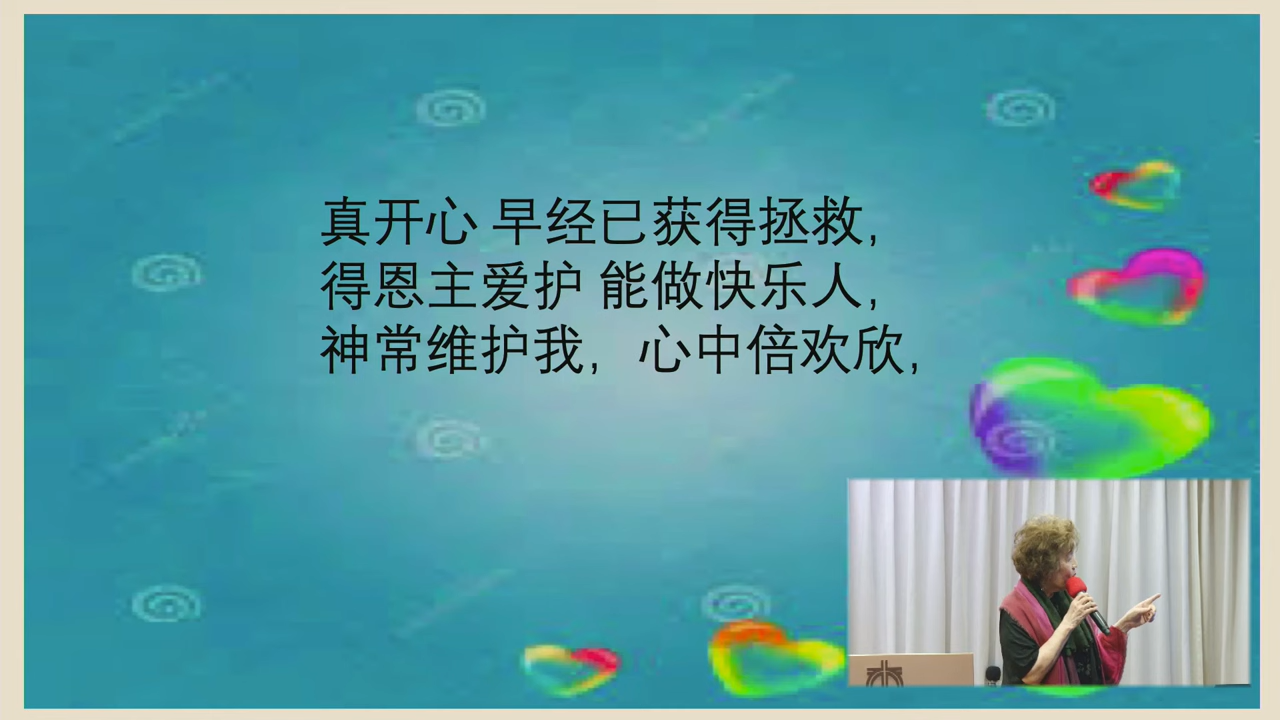 真开心 早经已获得拯救，
得恩主爱护 能做快乐人，
神常维护我，心中倍欢欣，